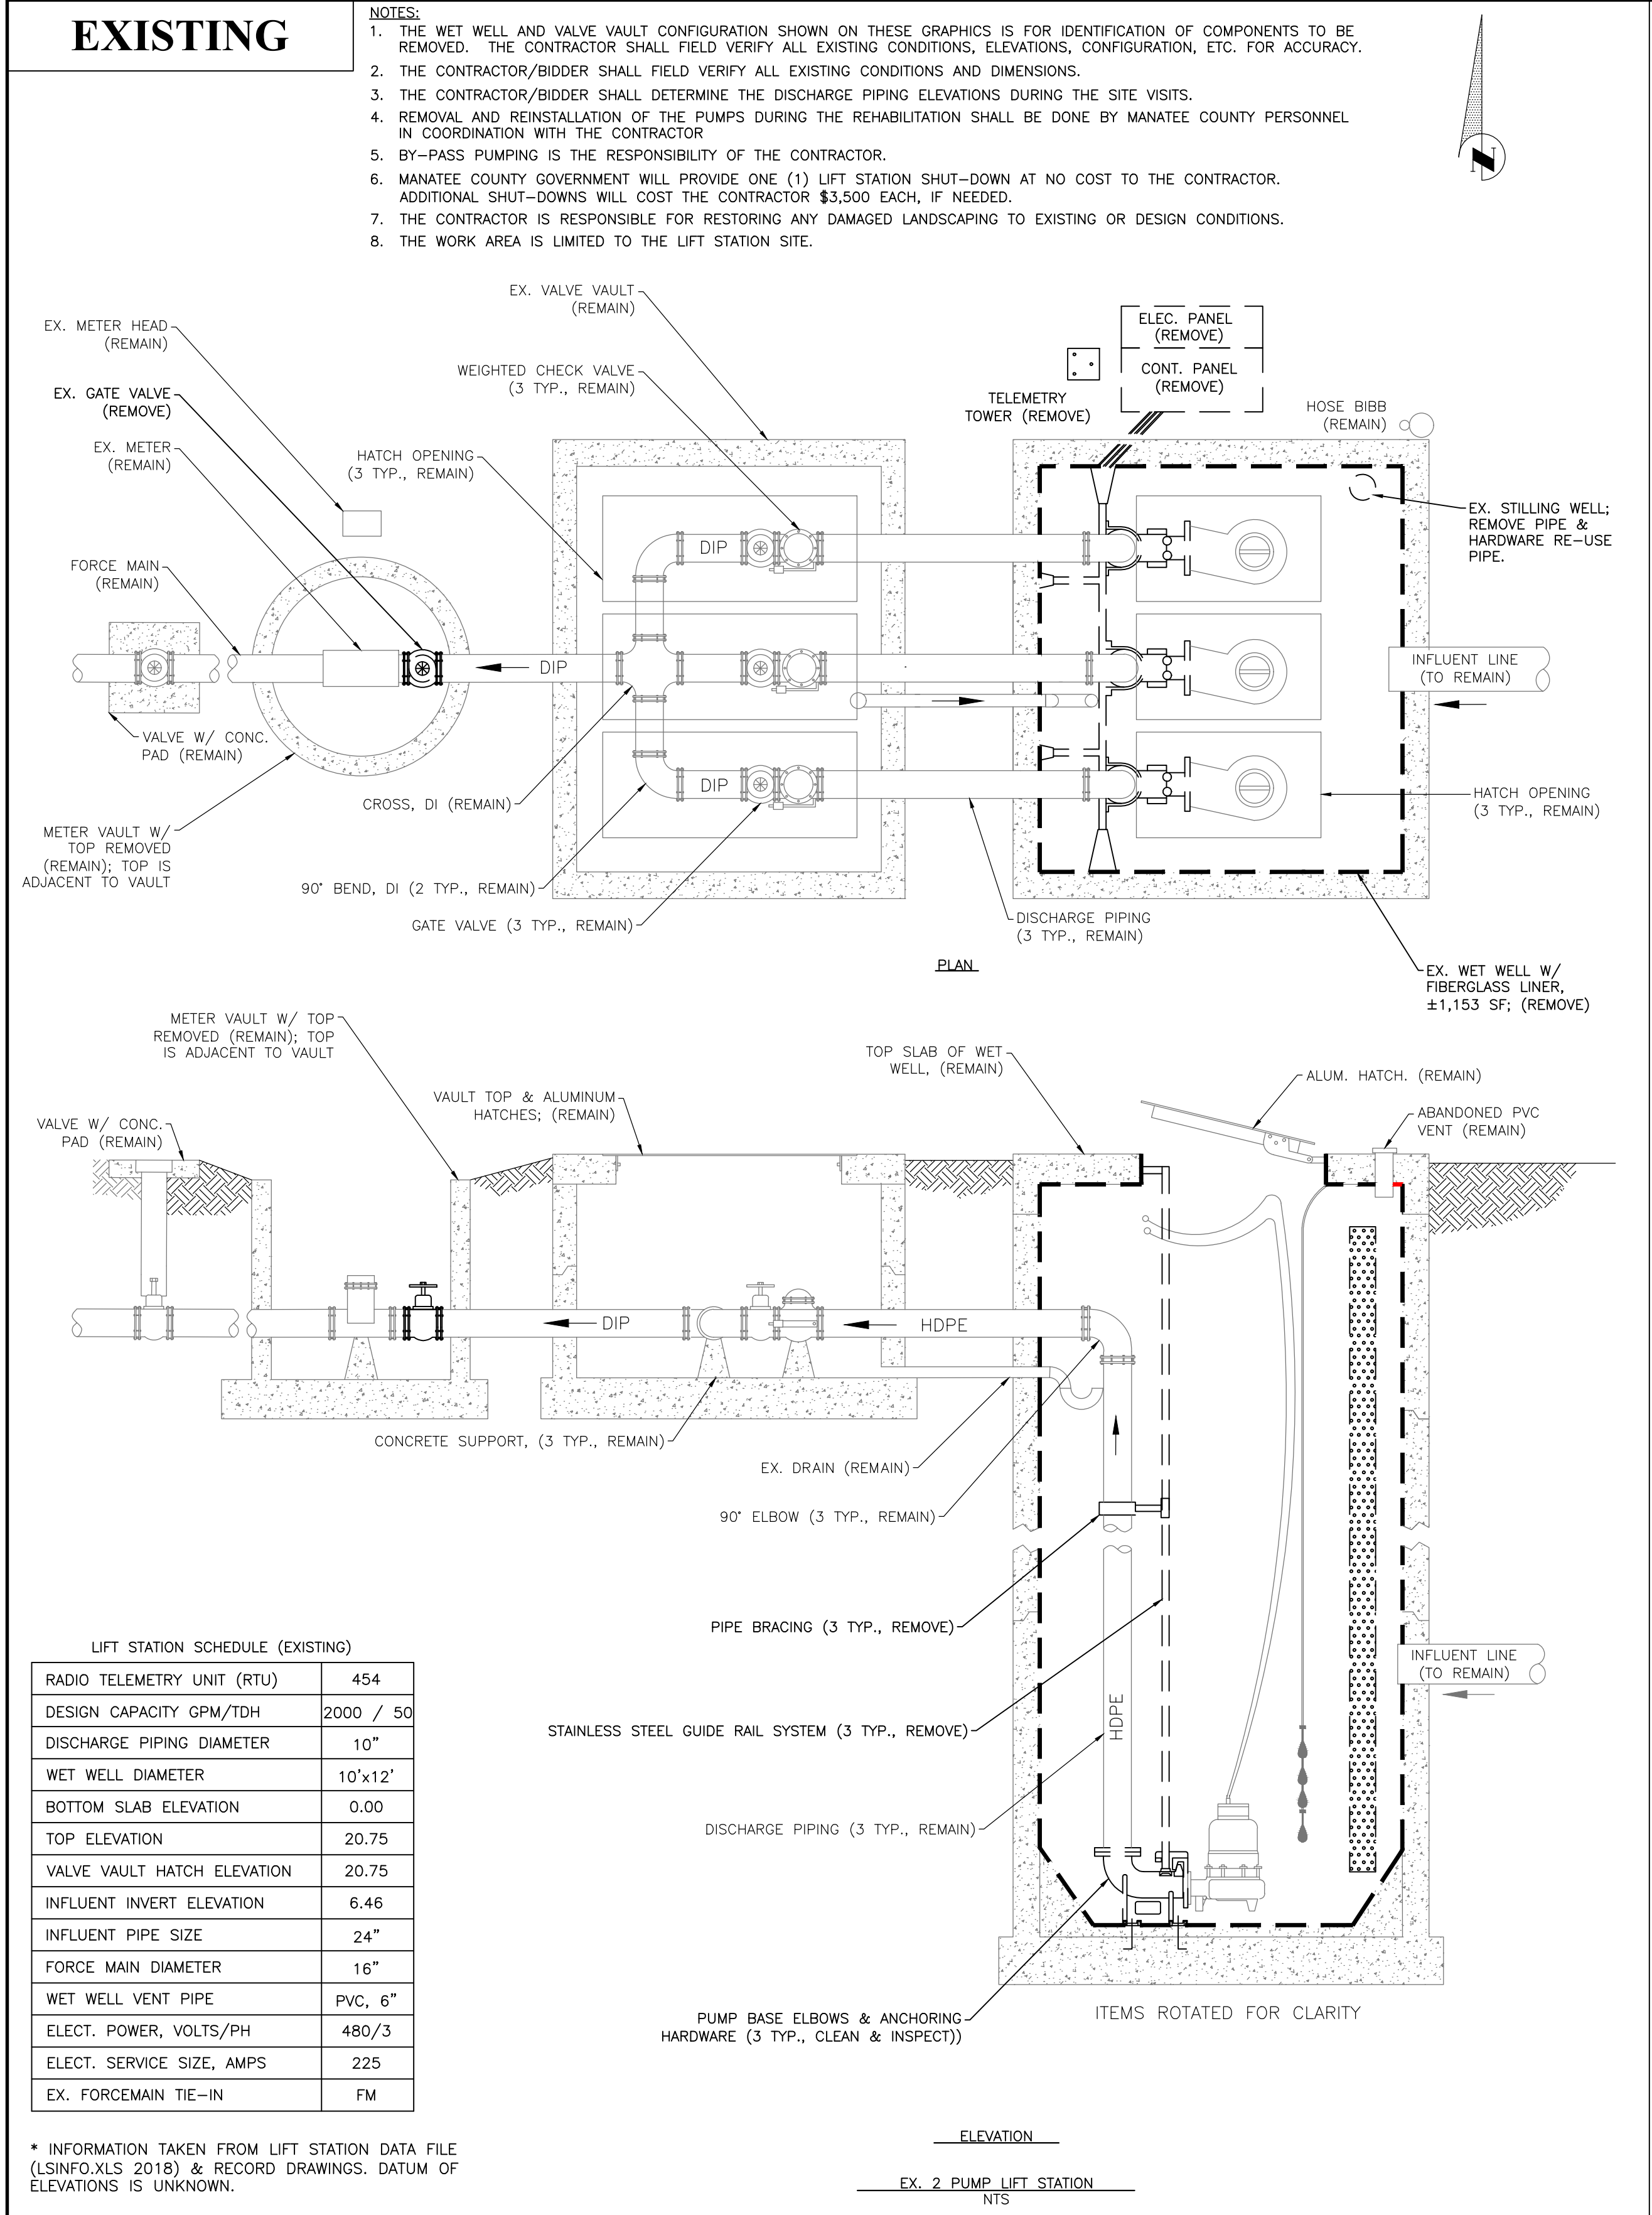 EXISTING
NOTES:
1. THE WET WELL AND VALVE VAULT CONFIGURATION SHOWN ON THESE GRAPHICS IS FOR IDENTIFICATION OF COMPONENTS TO BE
REMOVED. THE CONTRACTOR SHALL FIELD VERIFY ALL EXISTING CONDITIONS, ELEVATIONS, CONFIGURATION, ETC. FOR ACCURACY.
2. THE CONTRACTOR/BIDDER SHALL FIELD VERIFY ALL EXISTING CONDITIONS AND DIMENSIONS.
3. THE CONTRACTOR/BIDDER SHALL DETERMINE THE DISCHARGE PIPING ELEVATIONS DURING THE SITE VISITS.
4. REMOVAL AND REINSTALLATION OF THE PUMPS DURING THE REHABILITATION SHALL BE DONE BY MANATEE COUNTY PERSONNEL
IN COORDINATION WITH THE CONTRACTOR
5. BY-PASS PUMPING IS THE RESPONSIBILITY OF THE CONTRACTOR.
6. MANATEE COUNTY GOVERNMENT WILL PROVIDE ONE (1) LIFT STATION SHUT-DOWN AT NO COST TO THE CONTRACTOR.
ADDITIONAL SHUT-DOWNS WILL COST THE CONTRACTOR $3,500 EACH, IF NEEDED.
7. THE CONTRACTOR IS RESPONSIBLE FOR RESTORING ANY DAMAGED LANDSCAPING TO EXISTING OR DESIGN CONDITIONS.
8. THE WORK AREA IS LIMITED TO THE LIFT STATION SITE.
N
EX. VALVE VAULT
(REMAIN)
EX. METER HEAD
(REMAIN)
WEIGHTED CHECK VALVE
(3 TYP., REMAIN)
EX. GATE VALVE
(REMOVE)
EX. METER
(REMAIN)
HATCH OPENING
(3 TYP., REMAIN)
FORCE MAIN
(REMAIN)
ELEC. PANEL
(REMOVE)
CONT. PANEL
(REMOVE)
TELEMETRY
TOWER (REMOVE)
HOSE BIBB
(REMAIN)
EX. STILLING WELL;
REMOVE PIPE &
HARDWARE RE-USE
PIPE.
DIP
DIP
DIP
INFLUENT LINE
(TO REMAIN)
VALVE W/ CONC.
PAD (REMAIN)
CROSS, DI (REMAIN)
METER VAULT W/
TOP REMOVED
(REMAIN); TOP IS
ADJACENT TO VAULT
90° BEND, DI (2 TYP., REMAIN)
GATE VALVE (3 TYP., REMAIN)
HATCH OPENING
(3 TYP., REMAIN)
DISCHARGE PIPING
(3 TYP., REMAIN)
PLAN
EX. WET WELL W/
FIBERGLASS LINER,
±1,153 SF; (REMOVE)
METER VAULT W/ TOP
REMOVED (REMAIN); TOP
IS ADJACENT TO VAULT
TOP SLAB OF WET
WELL, (REMAIN)
ALUM. HATCH. (REMAIN)
VAULT TOP & ALUMINUM
HATCHES; (REMAIN)
ABANDONED PVC
VENT (REMAIN)
VALVE W/ CONC.
PAD (REMAIN)
DIP
HDPE
CONCRETE SUPPORT, (3 TYP., REMAIN)
EX. DRAIN (REMAIN)
90° ELBOW (3 TYP., REMAIN)
PIPE BRACING (3 TYP., REMOVE)
INFLUENT LINE
(TO REMAIN)
HDPE
STAINLESS STEEL GUIDE RAIL SYSTEM (3 TYP., REMOVE)
DISCHARGE PIPING (3 TYP., REMAIN)
PUMP BASE ELBOWS & ANCHORING
HARDWARE (3 TYP., CLEAN & INSPECT))
ITEMS ROTATED FOR CLARITY
LIFT STATION SCHEDULE (EXISTING)
RADIO TELEMETRY UNIT (RTU) 454
DESIGN CAPACITY GPM/TDH 2000 / 50
DISCHARGE PIPING DIAMETER 10"
WET WELL DIAMETER 10'x12'
BOTTOM SLAB ELEVATION 0.00
TOP ELEVATION 20.75
VALVE VAULT HATCH ELEVATION 20.75
INFLUENT INVERT ELEVATION 6.46
INFLUENT PIPE SIZE 24"
FORCE MAIN DIAMETER 16"
WET WELL VENT PIPE PVC, 6"
ELECT. POWER, VOLTS/PH 480/3
ELECT. SERVICE SIZE, AMPS 225
EX. FORCEMAIN TIE-IN FM
* INFORMATION TAKEN FROM LIFT STATION DATA FILE
(LSINFO.XLS 2018) & RECORD DRAWINGS. DATUM OF
ELEVATIONS IS UNKNOWN.
ELEVATION
EX. 2 PUMP LIFT STATION
NTS